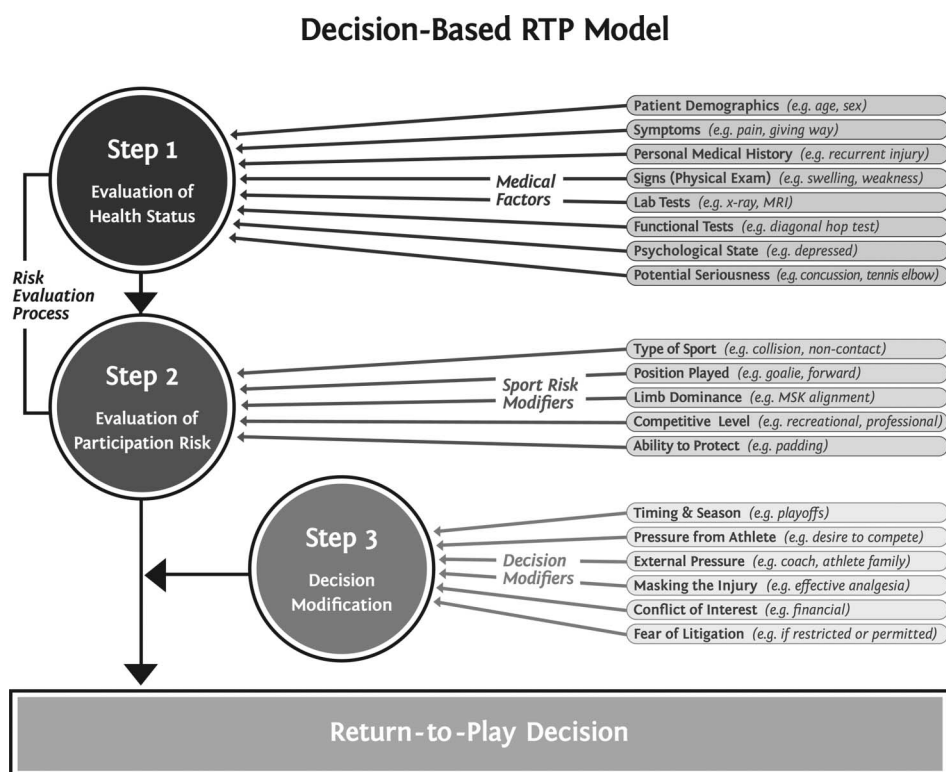 Decision-Based RTP Model
Step 1
Evaluation of
Health Status
Medical
Factors
Patient Demographics (e.g. age, sex)
Symptoms (e.g. pain, giving way)
Personal Medical History (e.g. recurrent injury)
Signs (Physical Exam) (e.g. swelling, weakness)
Lab Tests (e.g. x-ray, MRI)
Functional Tests (e.g. diagonal hop test)
Psychological State (e.g. depressed)
Potential Seriousness (e.g. concussion, tennis elbow)
Risk
Evaluation
Process
Step 2
Evaluation of
Participation Risk
Sport Risk
Modifiers
Type of Sport (e.g. collision, non-contact)
Position Played (e.g. goalie, forward)
Limb Dominance (e.g. MSK alignment)
Competitive Level (e.g. recreational, professional)
Ability to Protect (e.g. padding)
Step 3
Decision
Modification
Decision
Modifiers
Timing & Season (e.g. playoffs)
Pressure from Athlete (e.g. desire to compete)
External Pressure (e.g. coach, athlete family)
Masking the Injury (e.g. effective analgesia)
Conflict of Interest (e.g. financial)
Fear of Litigation (e.g. if restricted or permitted)
Return-to-Play Decision